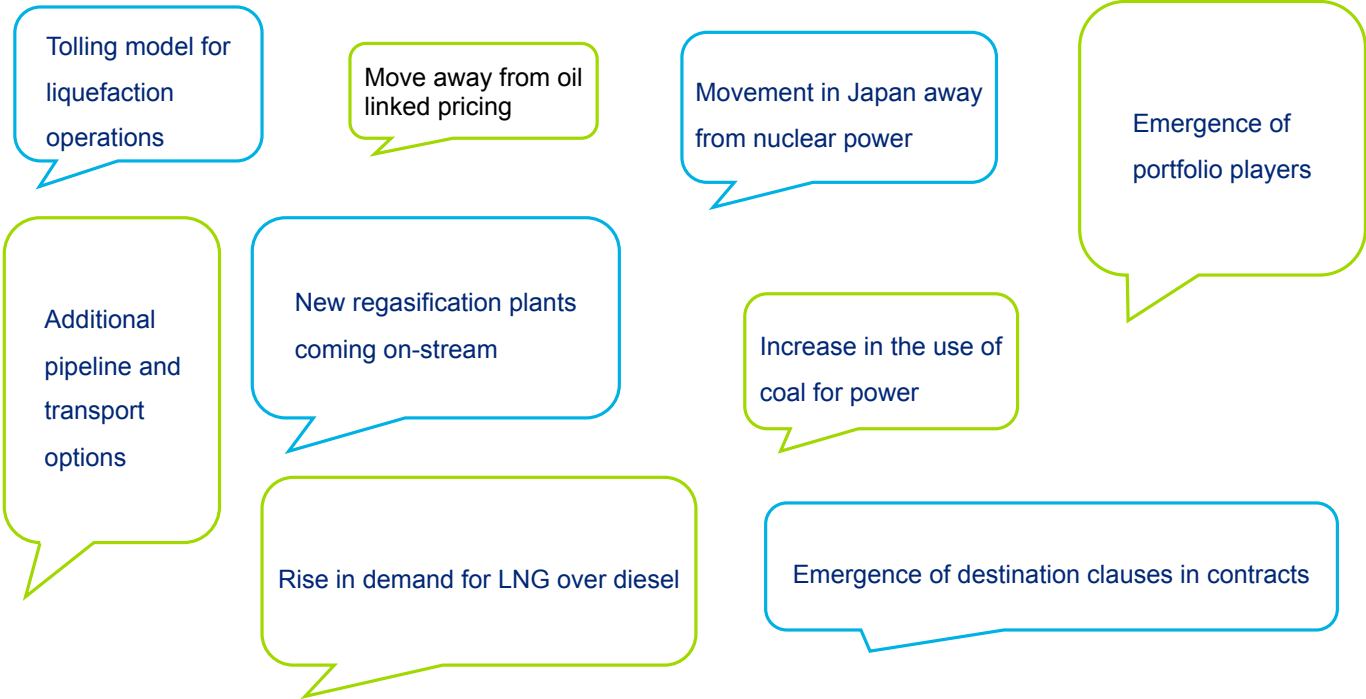 Tolling model for
liquefaction
operations
Move away from oil
linked pricing
Movement in Japan away
from nuclear power
Emergence of
portfolio players
Additional
pipeline and
transport
options
New regasification plants
coming on-stream
Increase in the use of
coal for power
Rise in demand for LNG over diesel
Emergence of destination clauses in contracts